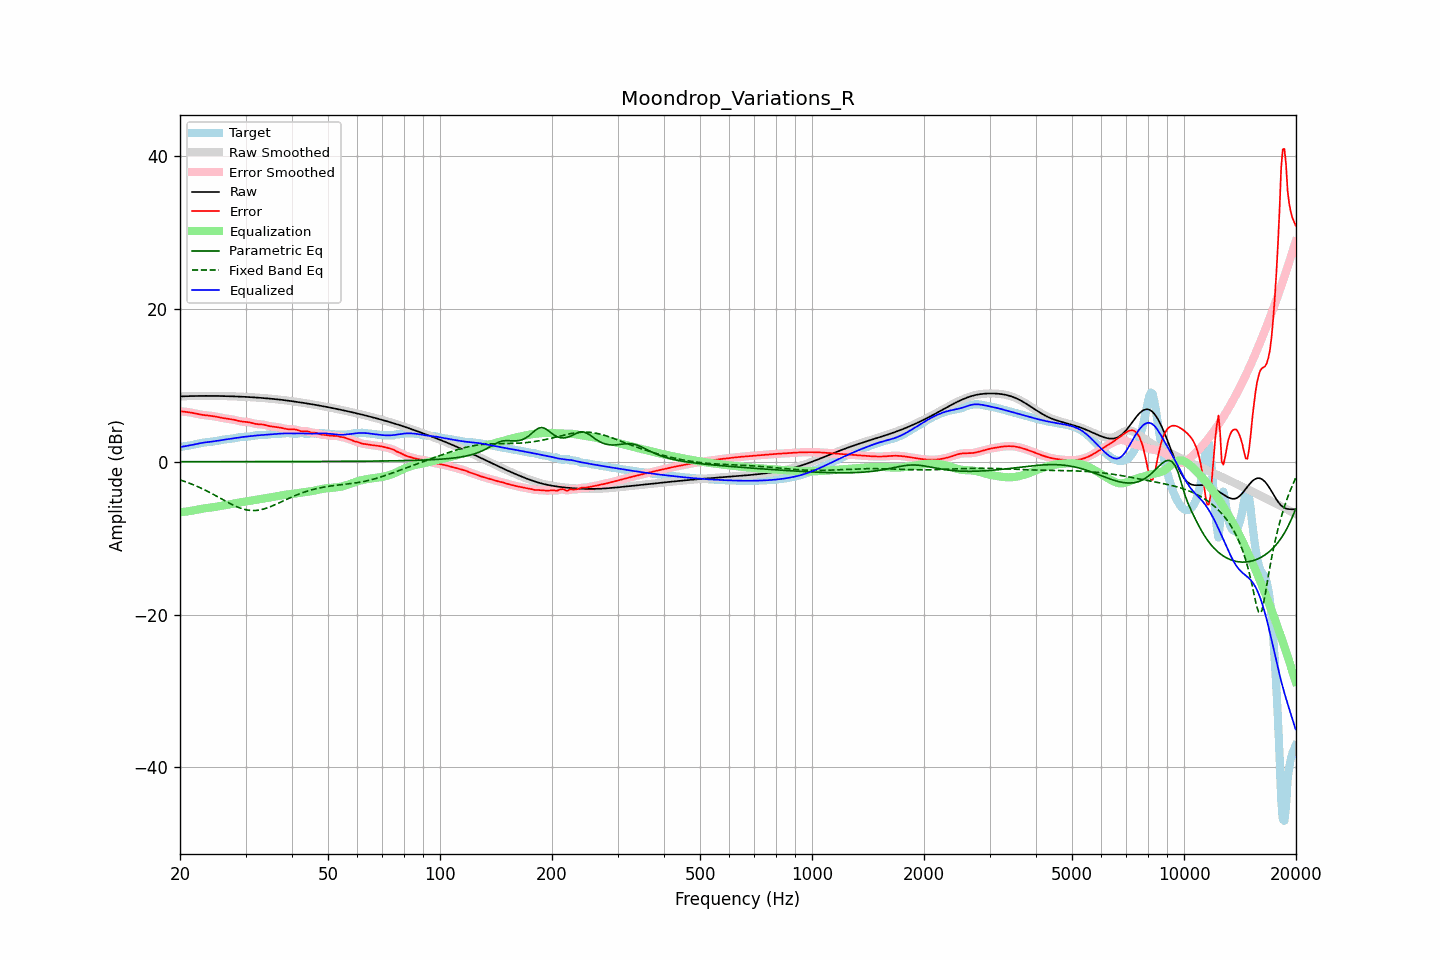 Moondrop_Variations_R
Target
Raw Smoothed
Error Smoothed
Raw
Error
Equalization
Parametric Eq
Fixed Band Eq
Equalized
Amplitude (dBr)
40
20
0
−20
−40
20 50 100 200 500 1000 2000 5000 10000 20000
Frequency (Hz)